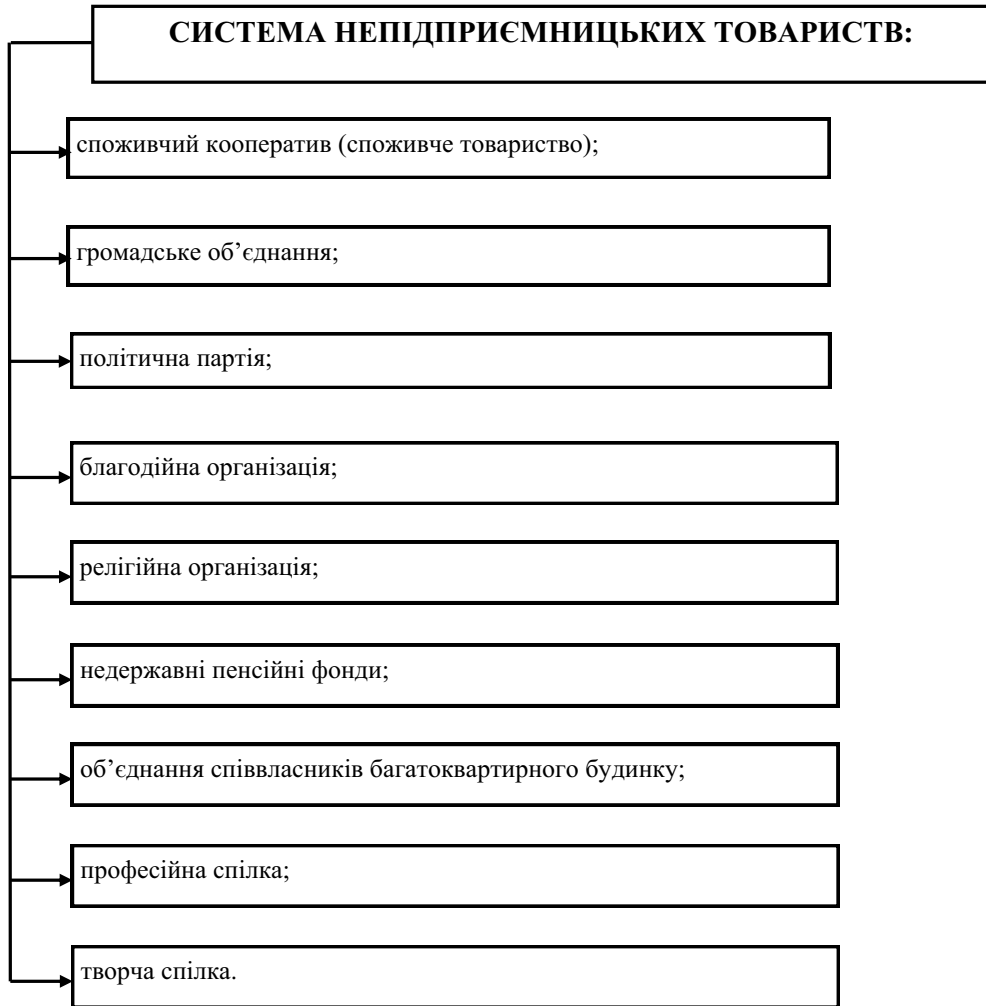 СИСТЕМА НЕПІДПРИЄМНИЦЬКИХ ТОВАРИСТВ:
споживчий кооператив (споживче товариство);
громадське об’єднання;
політична партія;
благодійна організація;
релігійна організація;
недержавні пенсійні фонди;
об’єднання співвласників багатоквартирного будинку;
професійна спілка;
творча спілка.